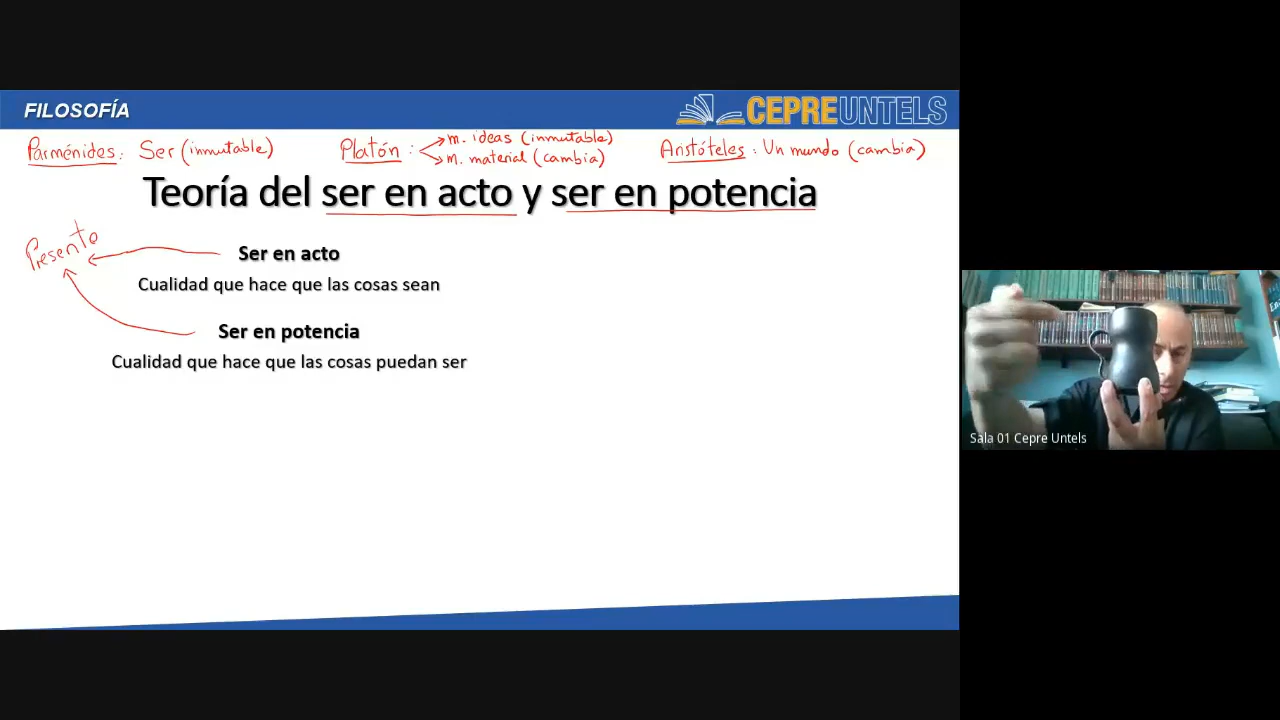 FILOSOFÍA
CEPREUNTELS
Parménides: Ser (inmutable)
Platón: m. ideas (inmutable)
m. material (cambia)
Aristóteles: Un mundo (cambia)
Teoría del ser en acto y ser en potencia
Presente
Ser en acto
Cualidad que hace que las cosas sean
Ser en potencia
Cualidad que hace que las cosas puedan ser
Sala 01 Cepre Untels